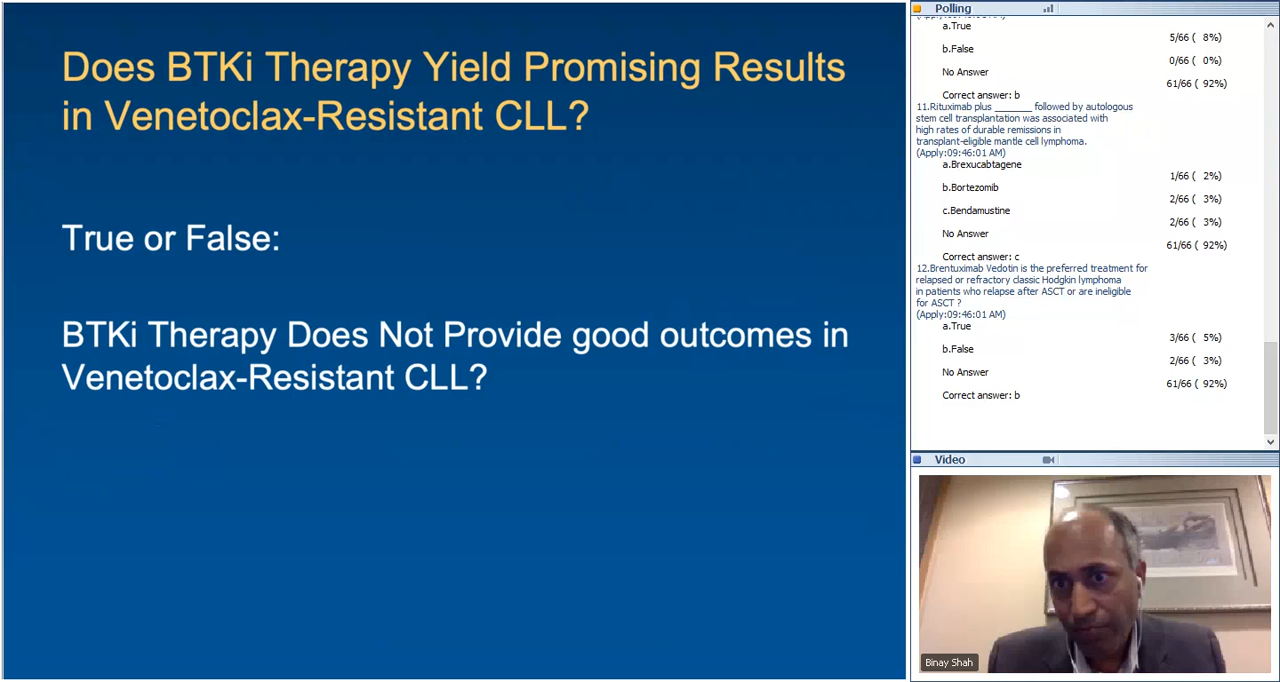 Does BTKi Therapy Yield Promising Results
in Venetoclax-Resistant CLL?
True or False:
BTKi Therapy Does Not Provide good outcomes in
Venetoclax-Resistant CLL?
Polling
a.True
5/66 ( 8%)
b.False
0/66 ( 0%)
No Answer
61/66 ( 92%)
Correct answer: b
11.Rituximab plus _______ followed by autologous
stem cell transplantation was associated with
high rates of durable remissions in
transplant-eligible mantle cell lymphoma.
(Apply:09:46:01 AM)
a.Brexucabtagene
1/66 ( 2%)
b.Bortezomib
2/66 ( 3%)
c.Bendamustine
2/66 ( 3%)
No Answer
61/66 ( 92%)
Correct answer: c
12.Brentuximab Vedotin is the preferred treatment for
relapsed or refractory classic Hodgkin lymphoma
in patients who relapse after ASCT or are ineligible
for ASCT ?
(Apply:09:46:01 AM)
a.True
3/66 ( 5%)
b.False
2/66 ( 3%)
No Answer
61/66 ( 92%)
Correct answer: b
Video
Binay Shah